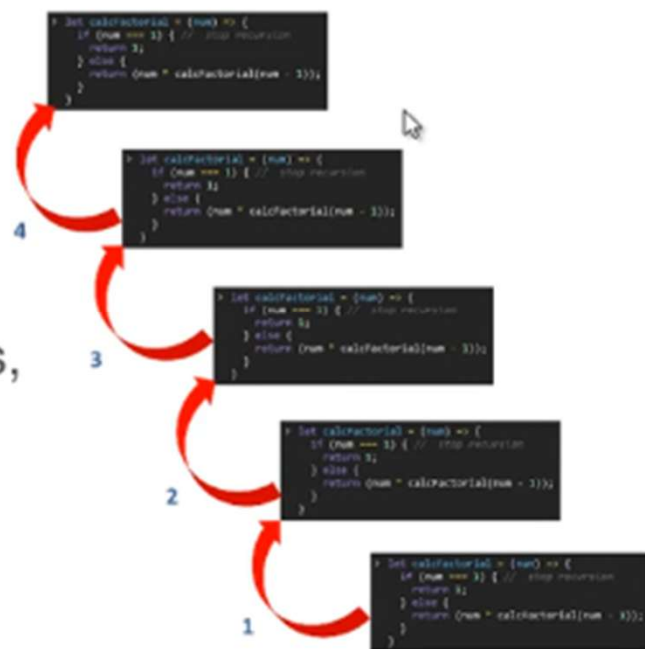 let calcFactorial = (num) => {
if (num === 1) { // stop recursion
return 1;
} else {
return (num * calcFactorial(num - 1));
}
}
4
let calcFactorial = (num) => {
if (num === 1) { // stop recursion
return 1;
} else {
return (num * calcFactorial(num - 1));
}
}
3
s,
let calcFactorial = (num) => {
if (num === 1) { // stop recursion
return 1;
} else {
return (num * calcFactorial(num - 1));
}
}
2
let calcFactorial = (num) => {
if (num === 1) { // stop recursion
return 1;
} else {
return (num * calcFactorial(num - 1));
}
}
1
let calcFactorial = (num) => {
if (num === 1) { // stop recursion
return 1;
} else {
return (num * calcFactorial(num - 1));
}
}